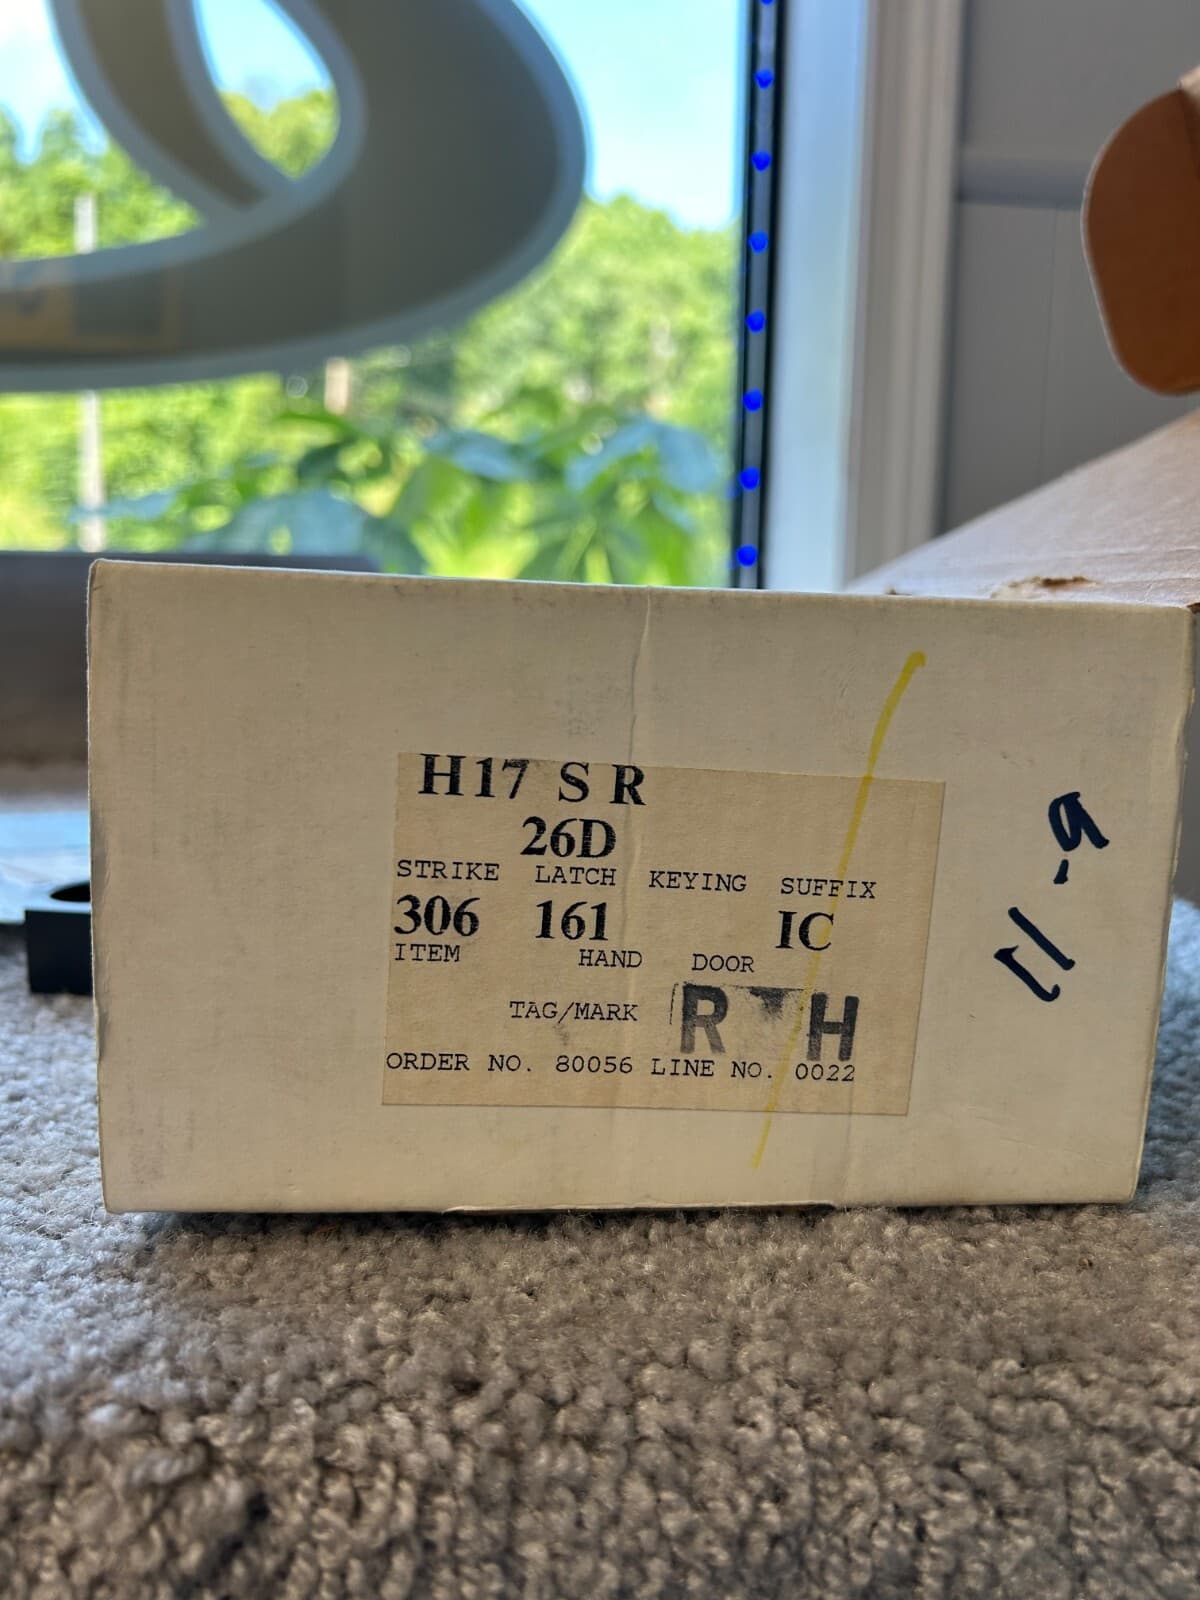 H17 S R
26D
STRIKE LATCH KEYING SUFFIX
306 161 IC
ITEM HAND DOOR
TAG/MARK R H
ORDER NO. 80056 LINE NO. 0022